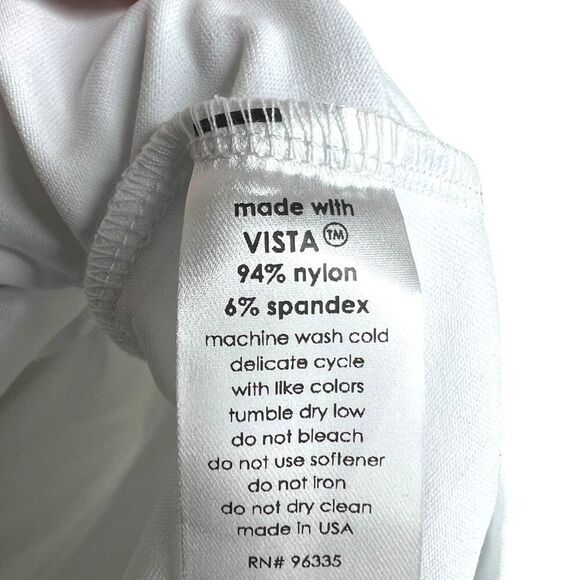 made with
VISTA™
94% nylon
6% spandex
machine wash cold
delicate cycle
with like colors
tumble dry low
do not bleach
do not use softener
do not iron
do not dry clean
made in USA
RN# 96335